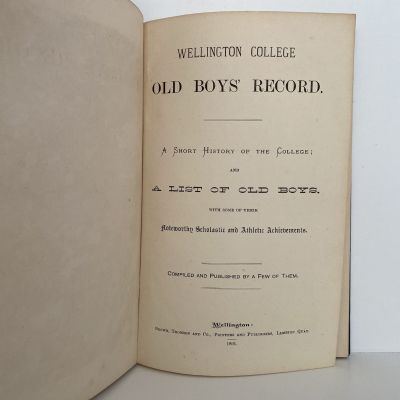 WELLINGTON COLLEGE
OLD BOYS' RECORD.
A SHORT HISTORY OF THE COLLEGE;
AND
A LIST OF OLD BOYS,
WITH SOME OF THEIR
Noteworthy Scholastic and Athletic Achievements.
COMPILED AND PUBLISHED BY A FEW OF THEM.
Wellington:
BROWN, THOMSON AND CO., PRINTERS AND PUBLISHERS, LAMBTON QUAY.